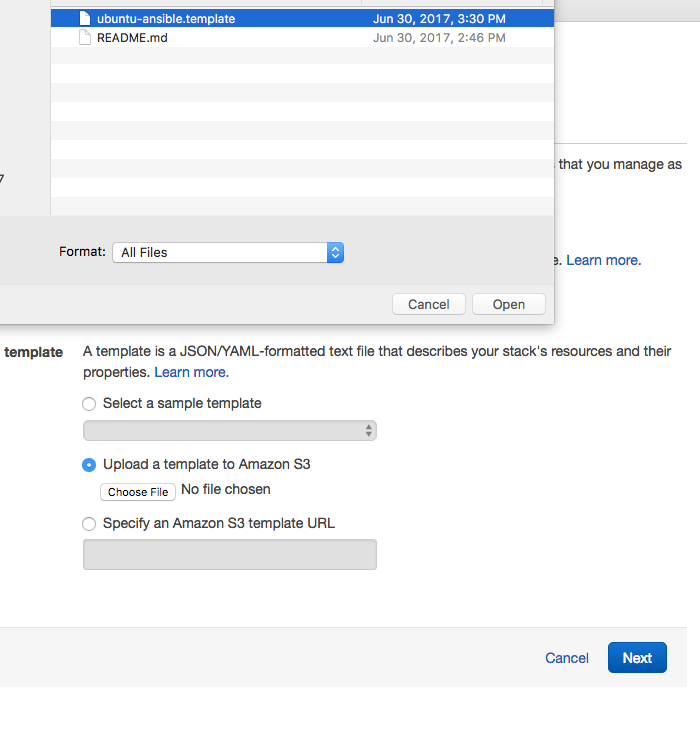 ubuntu-ansible.template Jun 30, 2017, 3:30 PM
README.md Jun 30, 2017, 2:46 PM
that you manage as
7
Format: All Files
e. Learn more.
Cancel Open
template A template is a JSON/YAML-formatted text file that describes your stack's resources and their
properties. Learn more.
Select a sample template
Upload a template to Amazon S3
Choose File No file chosen
Specify an Amazon S3 template URL
Cancel Next